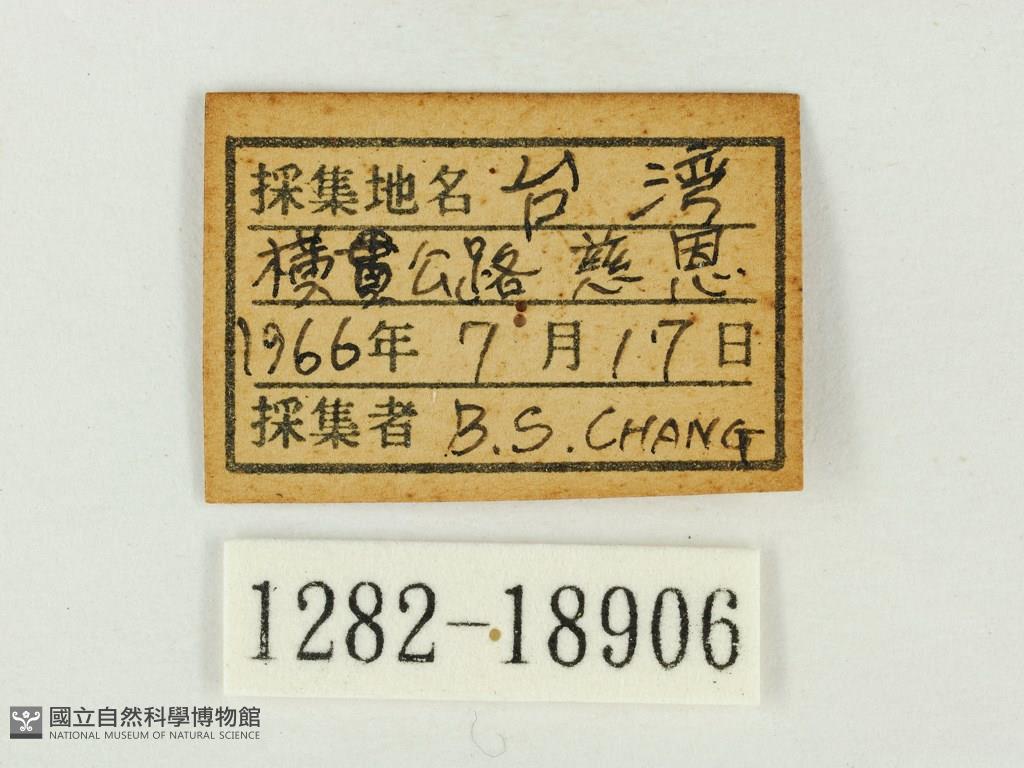 採集地名 台 湾
横貫公路 慈恩
1966年 7 月 17 日
採集者 B.S. CHANG
1282-18906
國立自然科學博物館
NATIONAL MUSEUM OF NATURAL SCIENCE